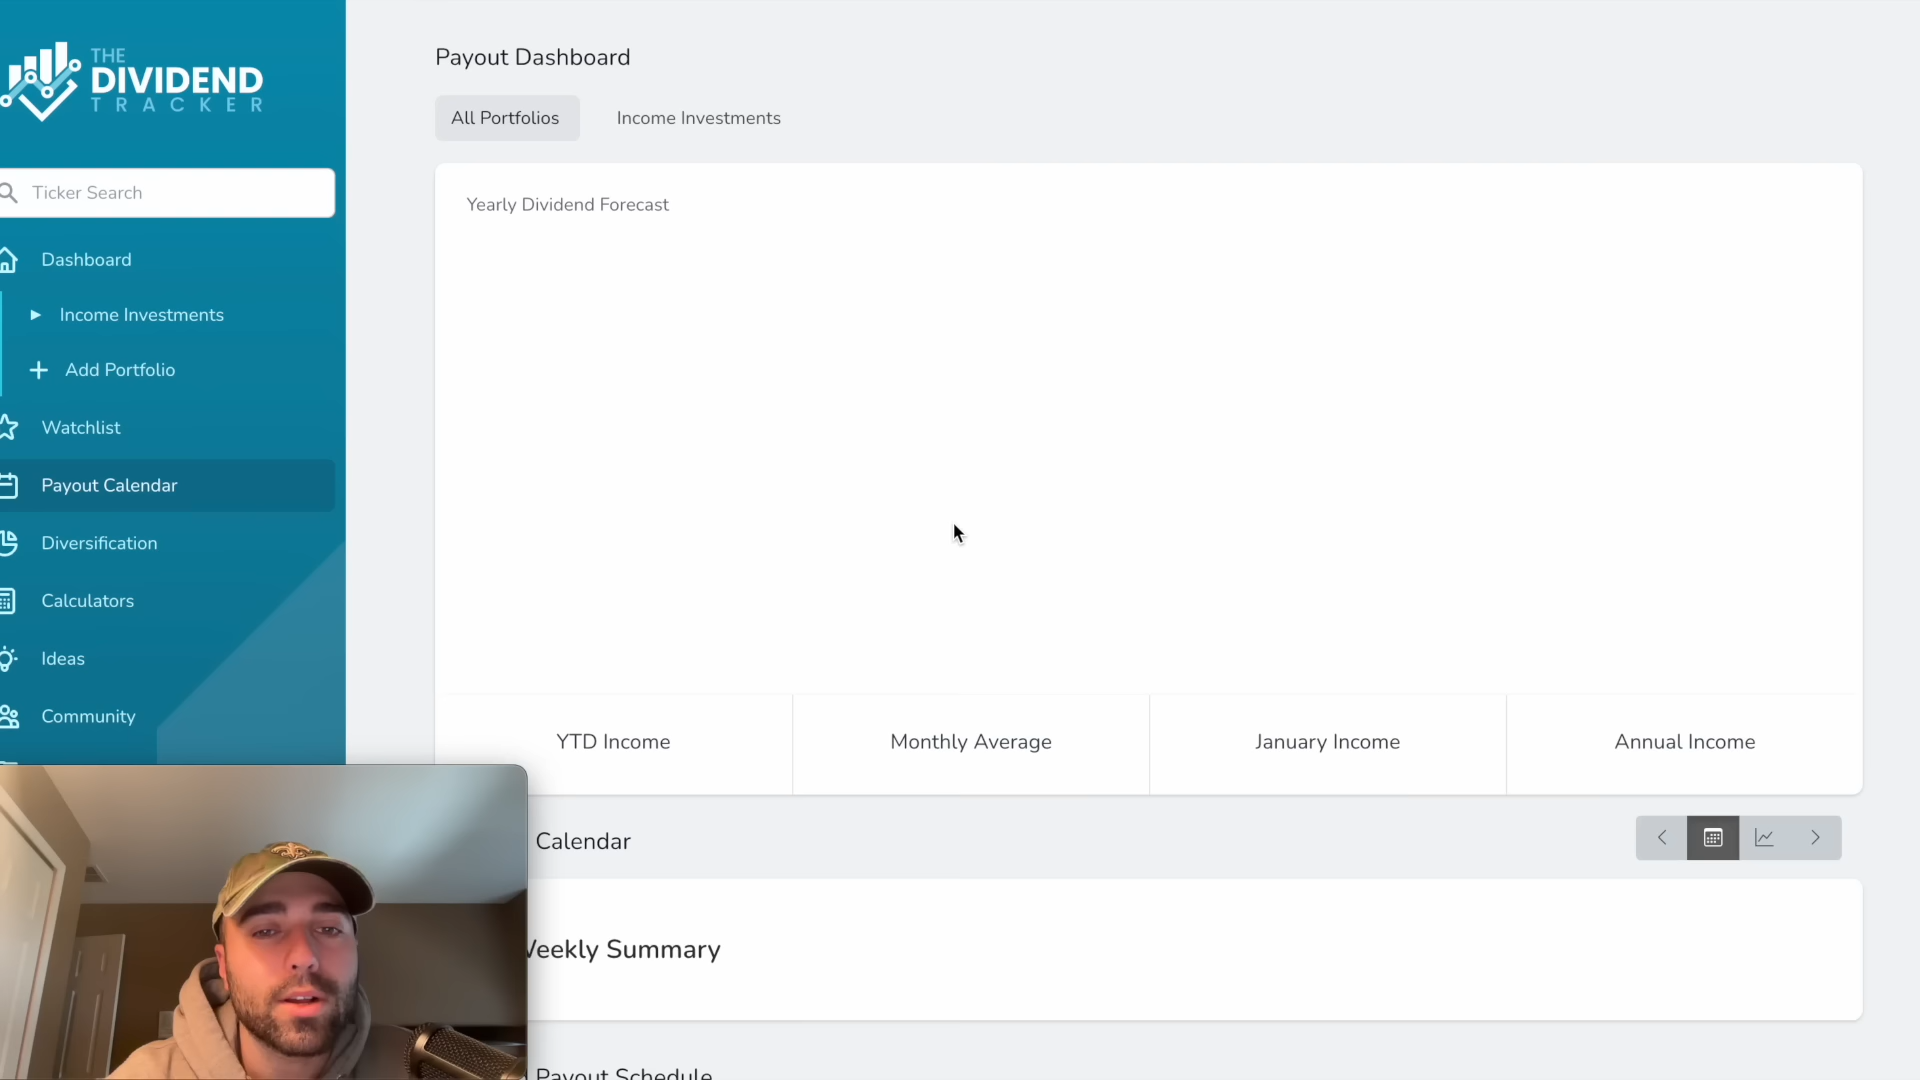 THE
DIVIDEND
TRACKER
Ticker Search
Dashboard
Income Investments
Add Portfolio
Watchlist
Payout Calendar
Diversification
Calculators
Ideas
Community
Payout Dashboard
All Portfolios
Income Investments
Yearly Dividend Forecast
YTD Income
Monthly Average
January Income
Annual Income
Calendar
Weekly Summary
Payout Schedule